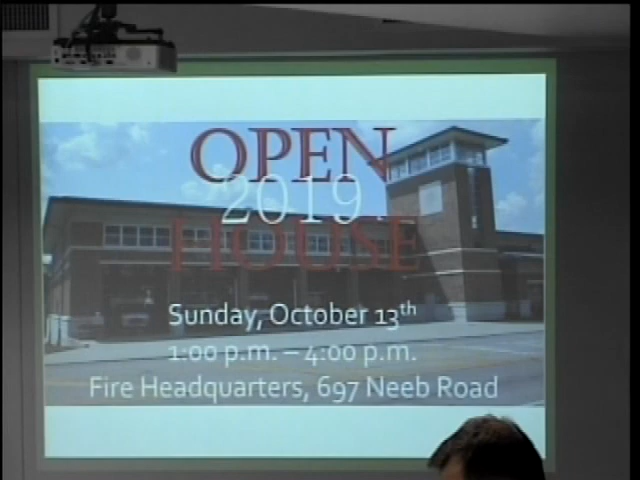 OPEN
2019
HOUSE
Sunday, October 13th
1:00 p.m. – 4:00 p.m.
Fire Headquarters, 697 Neeb Road